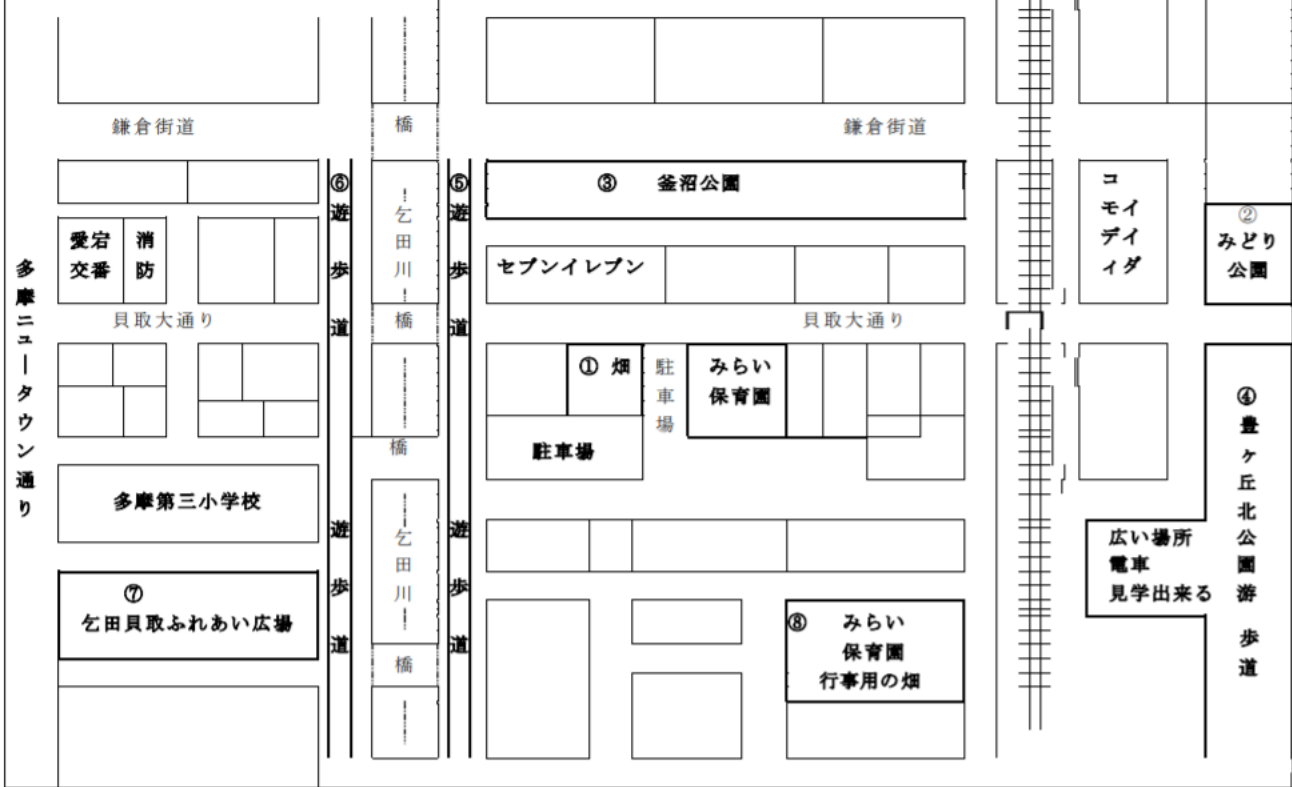 鎌倉街道
橋
鎌倉街道
⑥遊歩道
乞田川
⑤遊歩道
③ 釜沼公園
コモイディイダ
②
みどり
公園
愛宕
交番
消防
セブンイレブン
多摩ニュータウン通り
貝取大通り
橋
貝取大通り
① 畑
駐車場
みらい
保育園
④豊ヶ丘北公園游歩道
橋
駐車場
多摩第三小学校
遊歩道
乞田川
遊歩道
広い場所
電車
見学出来る
⑦
乞田貝取ふれあい広場
⑧ みらい
保育園
行事用の畑
橋